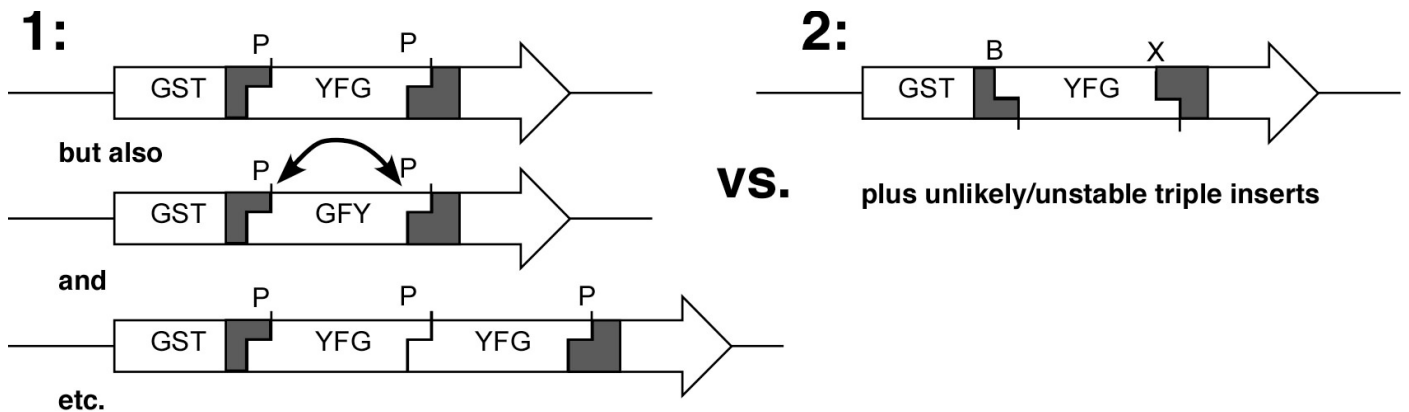 1:
P P
GST YFG
but also
P P
GST GFY
and
P P P
GST YFG YFG
etc.
vs.
2:
B X
GST YFG
plus unlikely/unstable triple inserts